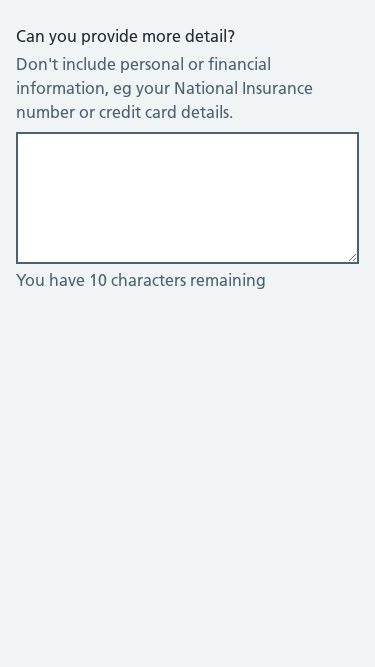 Can you provide more detail?
Don't include personal or financial
information, eg your National Insurance
number or credit card details.
You have 10 characters remaining